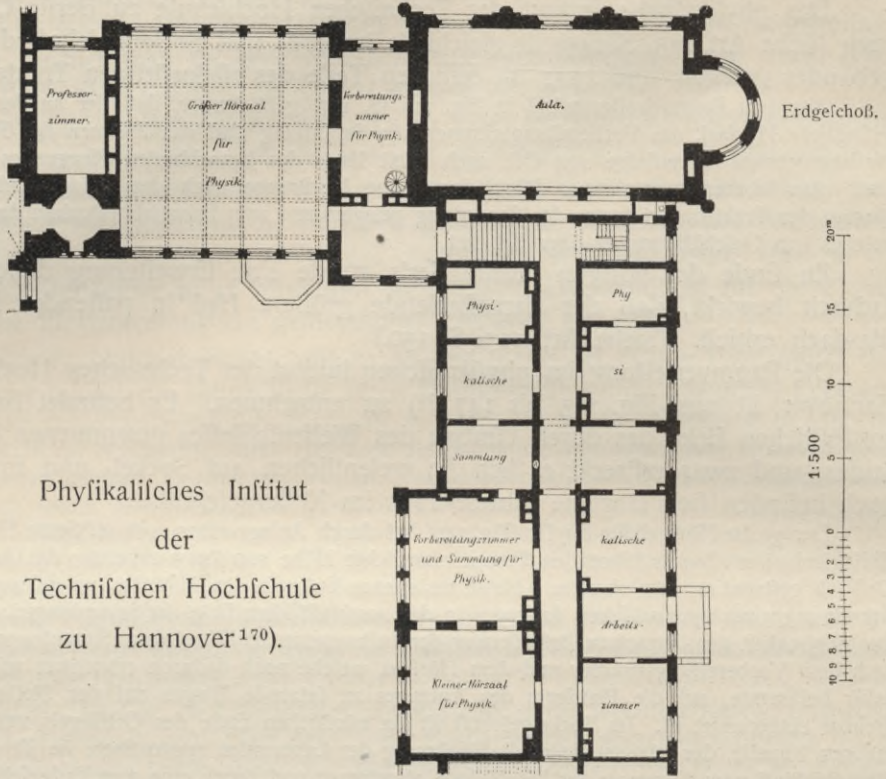 Professor-
zimmer.
Großer Hörsaal
für
Physik.
Vorbereitungs
zimmer
für Physik.
Aula.
Erdgeſchoß.
Physi-
kalische
Sammlung
Phy
si
kalische
Arbeits-
zimmer
Vorbereitungszimmer
und Sammlung für
Physik.
Kleiner Hörsaal
für Physik.
Phyſikaliſches Inſtitut
der
Techniſchen Hochſchule
zu Hannover 170).
1:500
20m
15
10
5
0
1
2
3
4
5
6
7
8
9
10